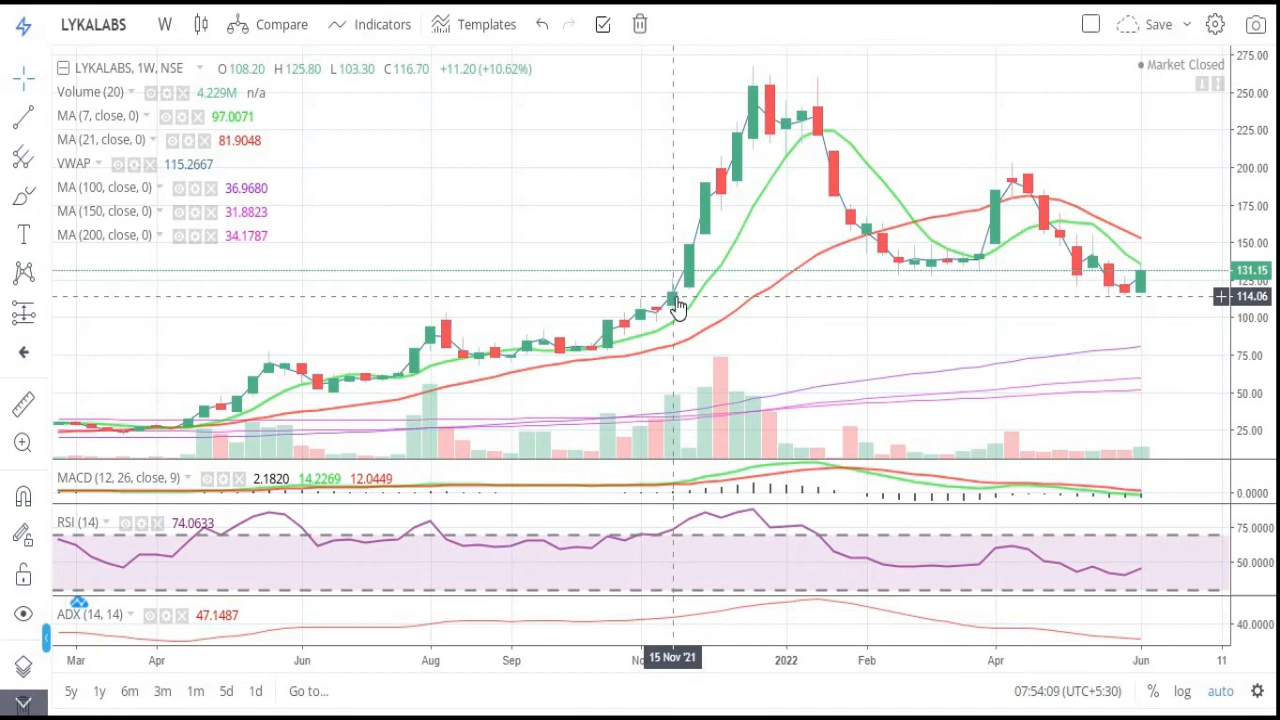 LYKALABS W Compare Indicators Templates Save
LYKALABS, 1W, NSE O 108.20 H 125.80 L 103.30 C 116.70 +11.20 (+10.62%)
Market Closed
Volume (20) 4.229M n/a
MA (7, close, 0) 97.0071
MA (21, close, 0) 81.9048
VWAP 115.2667
MA (100, close, 0) 36.9680
MA (150, close, 0) 31.8823
MA (200, close, 0) 34.1787
275.00
250.00
225.00
200.00
175.00
150.00
131.15
125.00
114.06
100.00
75.00
50.00
25.00
MACD (12, 26, close, 9) 2.1820 14.2269 12.0449
0.0000
RSI (14) 74.0633
75.0000
50.0000
ADX (14, 14) 47.1487
40.0000
Mar Apr Jun Aug Sep 15 Nov '21 2022 Feb Apr Jun 11
5y 1y 6m 3m 1m 5d 1d Go to... 07:54:09 (UTC+5:30) % log auto